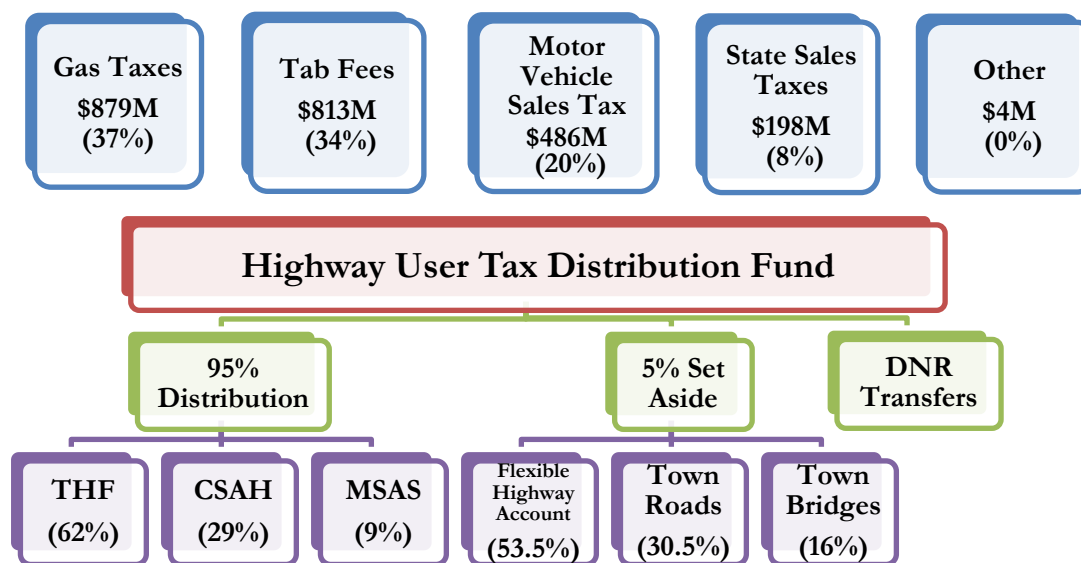 Gas Taxes
$879M
(37%)
Tab Fees
$813M
(34%)
Motor
Vehicle
Sales Tax
$486M
(20%)
State Sales
Taxes
$198M
(8%)
Other
$4M
(0%)
Highway User Tax Distribution Fund
95%
Distribution
5% Set
Aside
DNR
Transfers
THF
(62%)
CSAH
(29%)
MSAS
(9%)
Flexible
Highway
Account
(53.5%)
Town
Roads
(30.5%)
Town
Bridges
(16%)